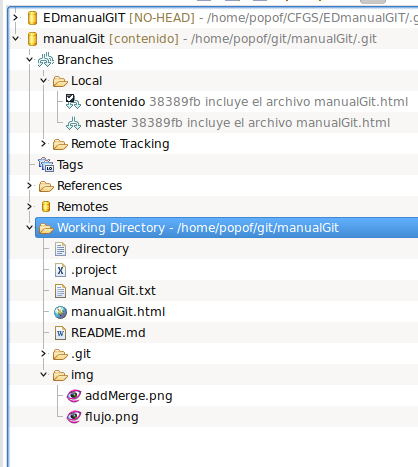 EDmanualGIT [NO-HEAD] - /home/popof/CFGS/EDmanualGIT/.g
manualGit [contenido] - /home/popof/git/manualGit/.git
Branches
Local
contenido 38389fb incluye el archivo manualGit.html
master 38389fb incluye el archivo manualGit.html
Remote Tracking
Tags
References
Remotes
Working Directory - /home/popof/git/manualGit
.directory
.project
Manual Git.txt
manualGit.html
README.md
.git
img
addMerge.png
flujo.png